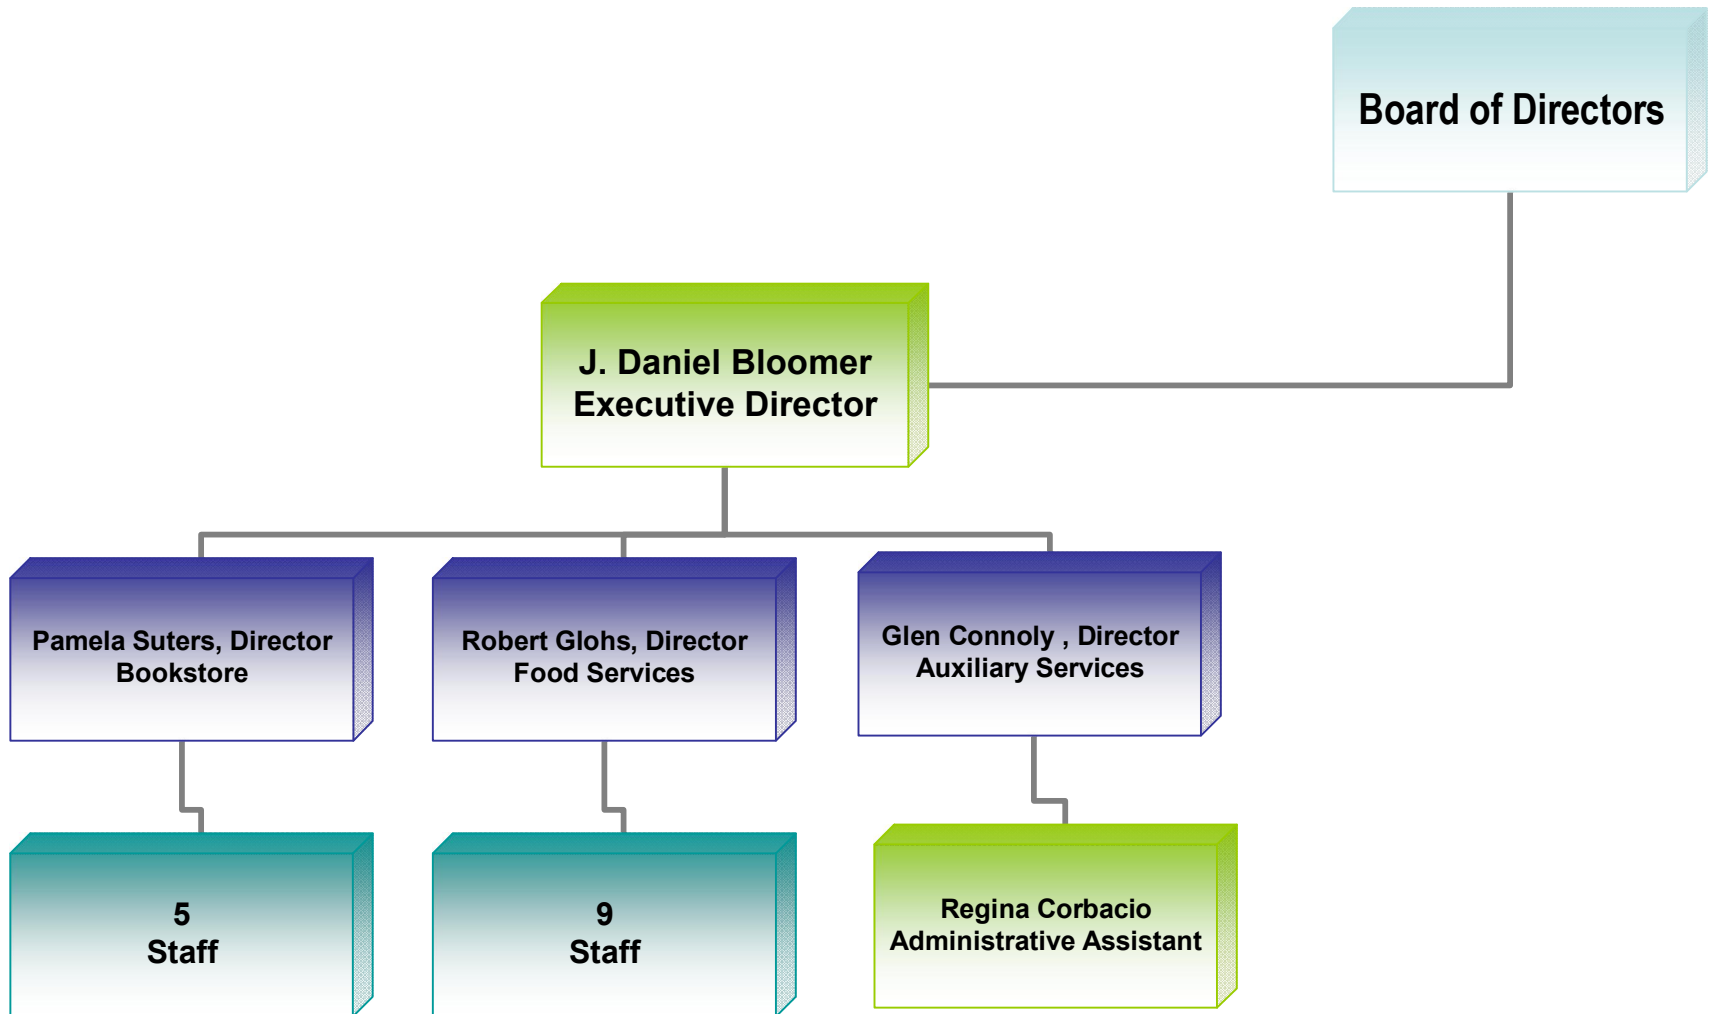 Board of Directors
J. Daniel Bloomer
Executive Director
Pamela Suters, Director
Bookstore
Robert Glohs, Director
Food Services
Glen Connoly , Director
Auxiliary Services
5
Staff
9
Staff
Regina Corbacio
Administrative Assistant